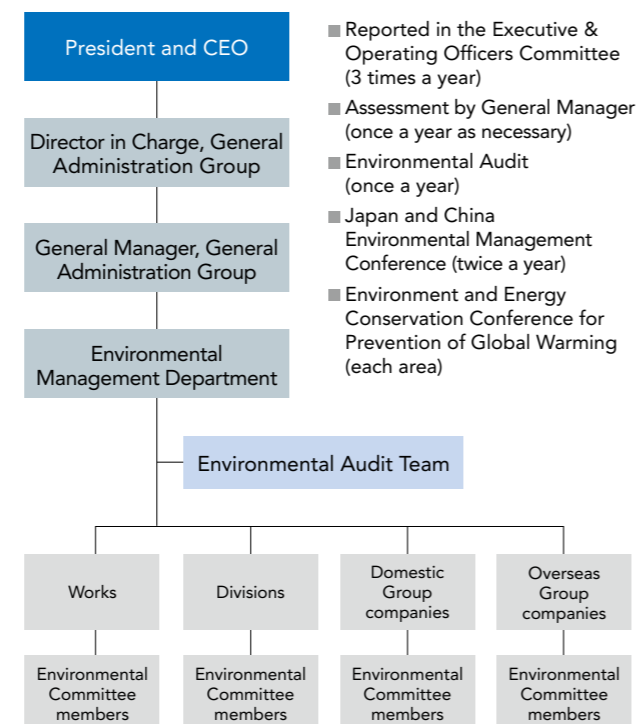 President and CEO
Director in Charge, General
Administration Group
General Manager, General
Administration Group
Environmental
Management Department
Environmental Audit Team
■ Reported in the Executive &
Operating Officers Committee
(3 times a year)
■ Assessment by General Manager
(once a year as necessary)
■ Environmental Audit
(once a year)
■ Japan and China
Environmental Management
Conference (twice a year)
■ Environment and Energy
Conservation Conference for
Prevention of Global Warming
(each area)
Works
Divisions
Domestic
Group
companies
Overseas
Group
companies
Environmental
Committee
members
Environmental
Committee
members
Environmental
Committee
members
Environmental
Committee
members